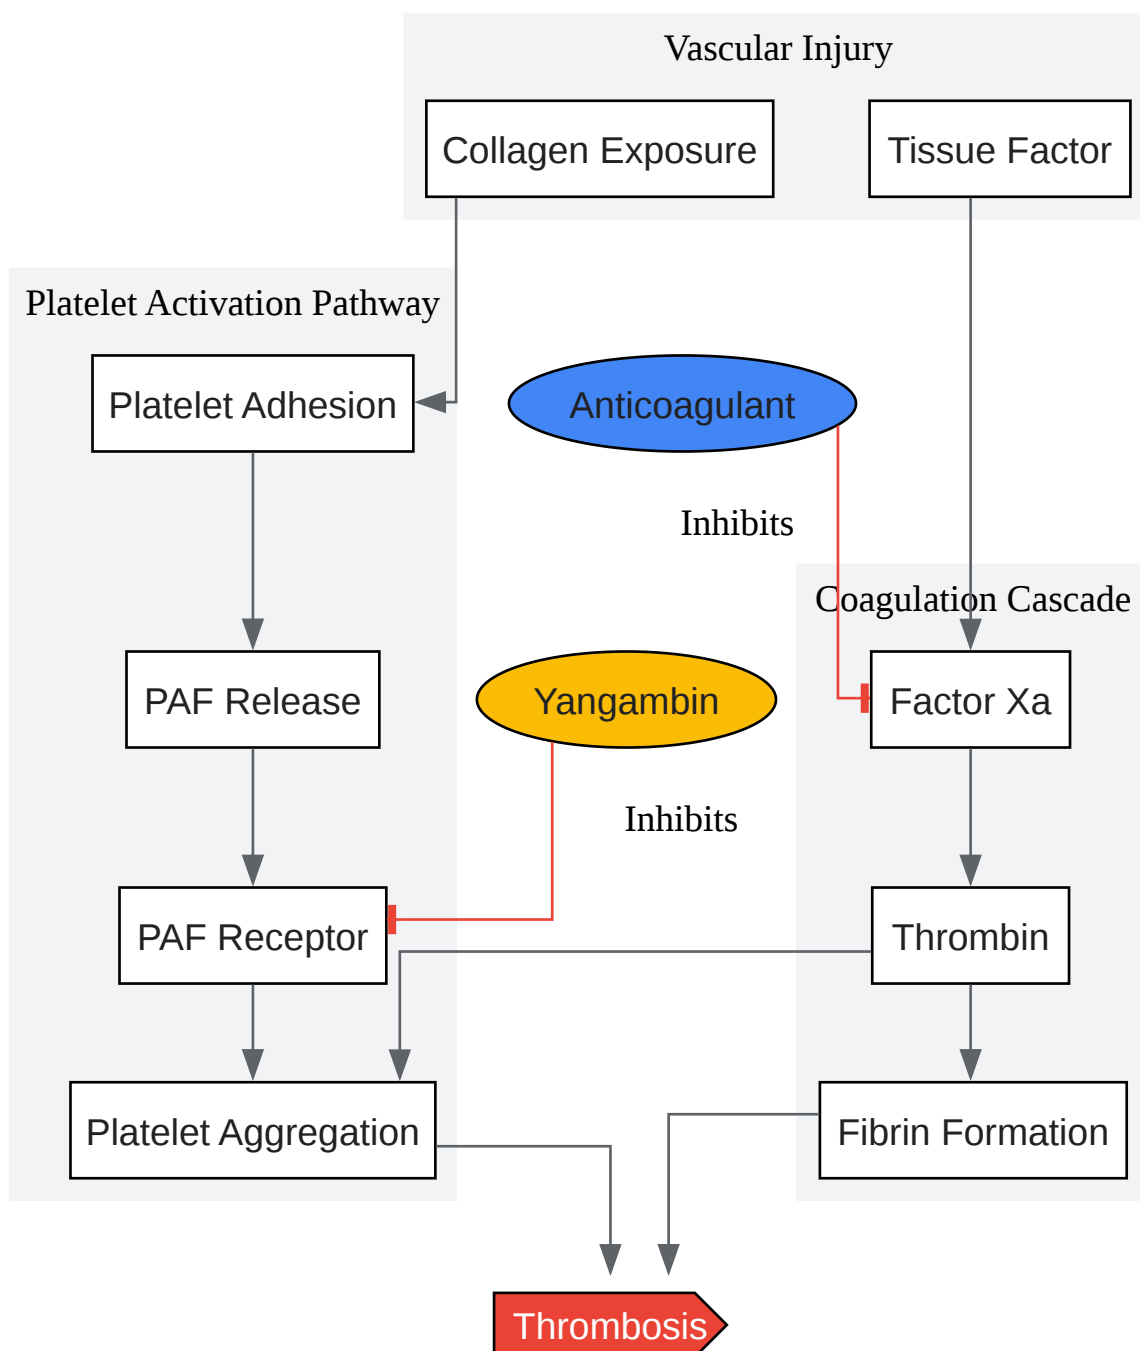 Vascular Injury
Collagen Exposure
Tissue Factor
Platelet Activation Pathway
Platelet Adhesion
Anticoagulant
Inhibits
Coagulation Cascade
PAF Release
Yangambin
Factor Xa
Inhibits
PAF Receptor
Thrombin
Platelet Aggregation
Fibrin Formation
Thrombosis